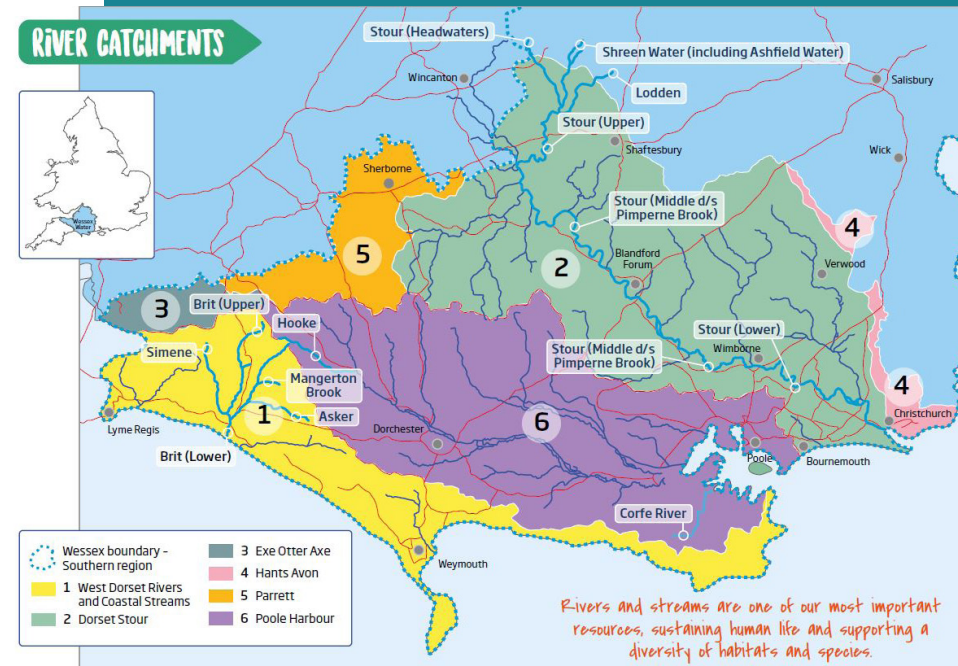 RIVER CATCHMENTS
Stour (Headwaters)
Shreen Water (including Ashfield Water)
Wincanton
Salisbury
Lodden
Stour (Upper)
Shaftesbury
Wick
Sherborne
Wessex
Water
Stour (Middle d/s
Pimperne Brook)
4
5
2
Blandford
Forum
Verwood
3
Brit (Upper)
Hooke
Stour (Lower)
Simene
Wimborne
Stour (Middle d/s
Pimperne Brook)
Mangerton
Brook
4
1
Asker
6
Lyme Regis
Dorchester
Christchurch
Brit (Lower)
Poole
Bournemouth
Corfe River
Weymouth
Wessex boundary –
Southern region
1 West Dorset Rivers
and Coastal Streams
2 Dorset Stour
3 Exe Otter Axe
4 Hants Avon
5 Parrett
6 Poole Harbour
Rivers and streams are one of our most important
resources, sustaining human life and supporting a
diversity of habitats and species.